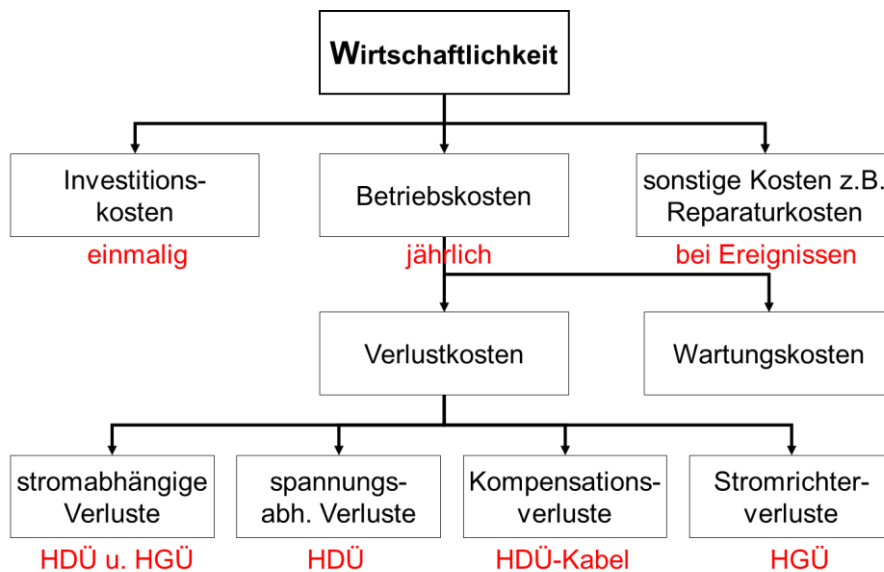 Wirtschaftlichkeit
Investitions-
kosten
einmalig
Betriebskosten
jährlich
sonstige Kosten z.B.
Reparaturkosten
bei Ereignissen
Verlustkosten
Wartungskosten
stromabhängige
Verluste
HDÜ u. HGÜ
spannungs-
abh. Verluste
HDÜ
Kompensations-
verluste
HDÜ-Kabel
Stromrichter-
verluste
HGÜ